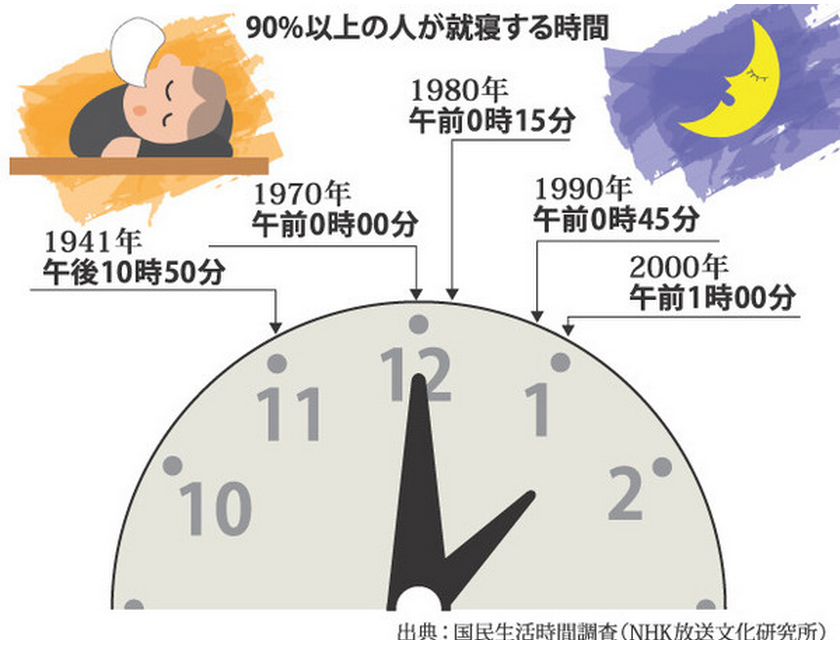 90%以上の人が就寝する時間
1980年
午前0時15分
1970年
午前0時00分
1990年
午前0時45分
1941年
午後10時50分
2000年
午前1時00分
12
11
1
10
2
出典：国民生活時間調査（NHK放送文化研究所）